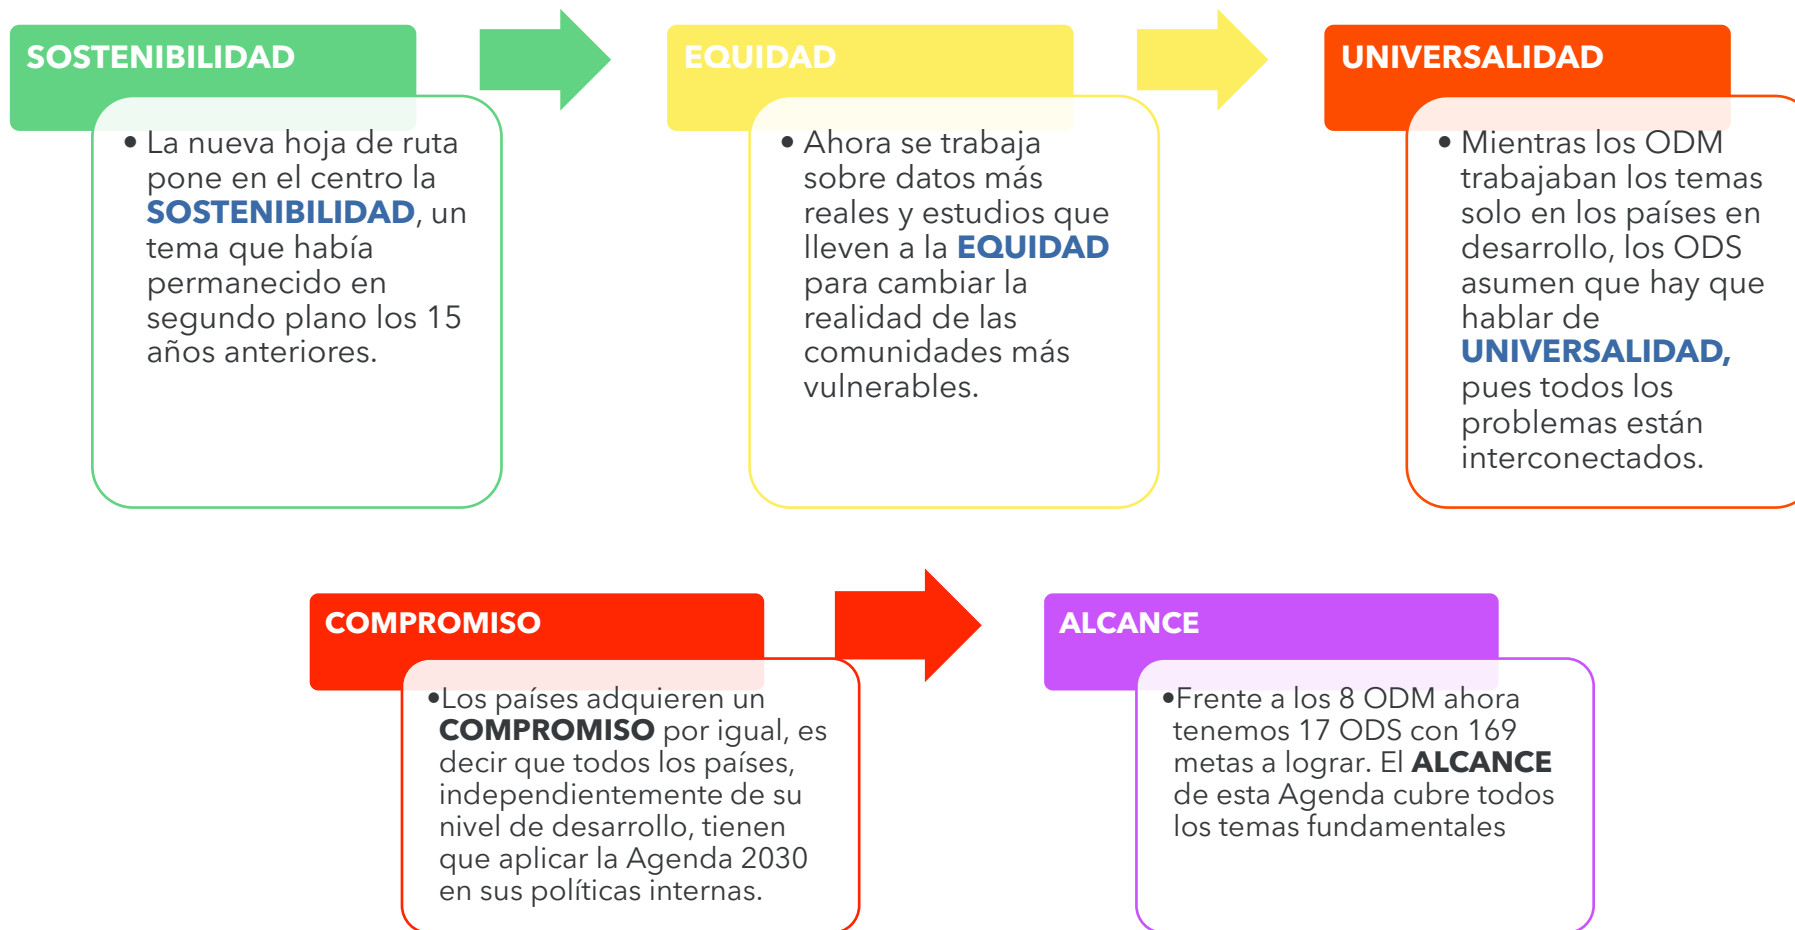 SOSTENIBILIDAD
• La nueva hoja de ruta
pone en el centro la
SOSTENIBILIDAD, un
tema que había
permanecido en
segundo plano los 15
años anteriores.
EQUIDAD
• Ahora se trabaja
sobre datos más
reales y estudios que
lleven a la EQUIDAD
para cambiar la
realidad de las
comunidades más
vulnerables.
UNIVERSALIDAD
• Mientras los ODM
trabajaban los temas
solo en los países en
desarrollo, los ODS
asumen que hay que
hablar de
UNIVERSALIDAD,
pues todos los
problemas están
interconectados.
COMPROMISO
•Los países adquieren un
COMPROMISO por igual, es
decir que todos los países,
independientemente de su
nivel de desarrollo, tienen
que aplicar la Agenda 2030
en sus políticas internas.
ALCANCE
•Frente a los 8 ODM ahora
tenemos 17 ODS con 169
metas a lograr. El ALCANCE
de esta Agenda cubre todos
los temas fundamentales